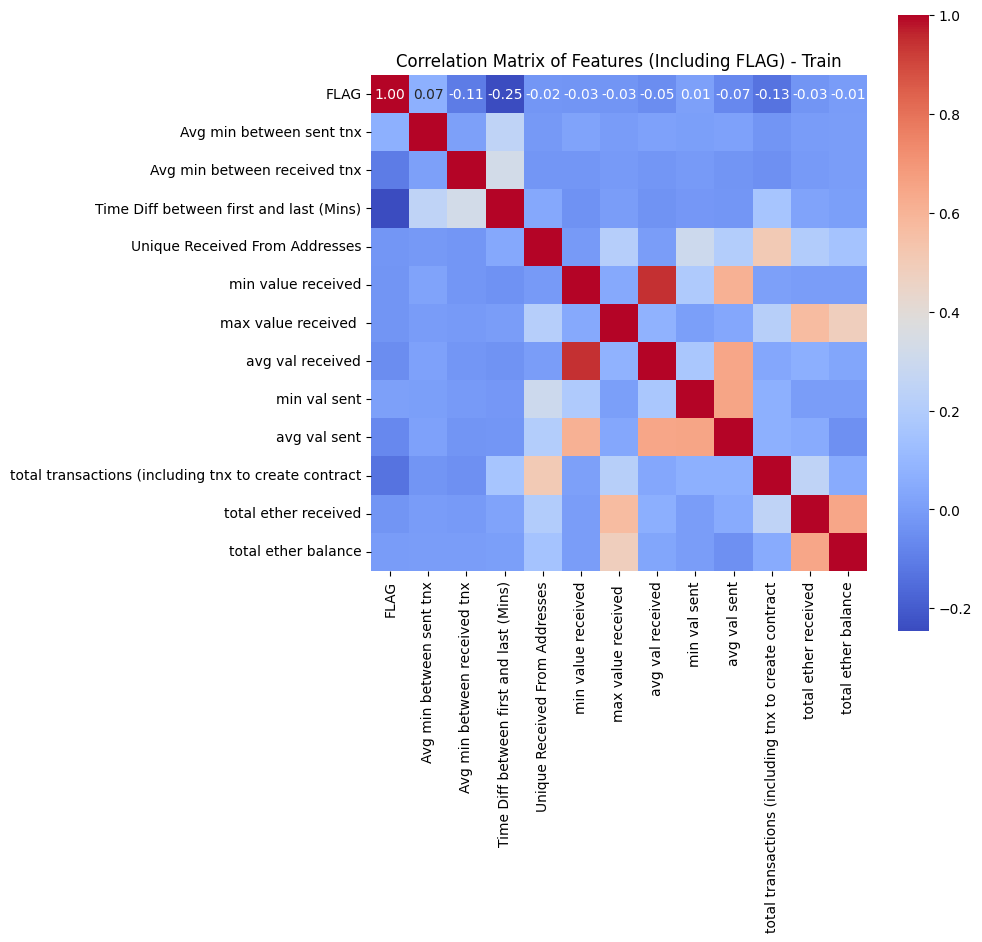 Correlation Matrix of Features (Including FLAG) - Train
FLAG
1.00 0.07 -0.11 -0.25 -0.02 -0.03 -0.03 -0.05 0.01 -0.07 -0.13 -0.03 -0.01
Avg min between sent tnx
Avg min between received tnx
Time Diff between first and last (Mins)
Unique Received From Addresses
min value received
max value received
avg val received
min val sent
avg val sent
total transactions (including tnx to create contract
total ether received
total ether balance
FLAG
Avg min between sent tnx
Avg min between received tnx
Time Diff between first and last (Mins)
Unique Received From Addresses
min value received
max value received
avg val received
min val sent
avg val sent
total transactions (including tnx to create contract
total ether received
total ether balance
1.0
0.8
0.6
0.4
0.2
0.0
−0.2